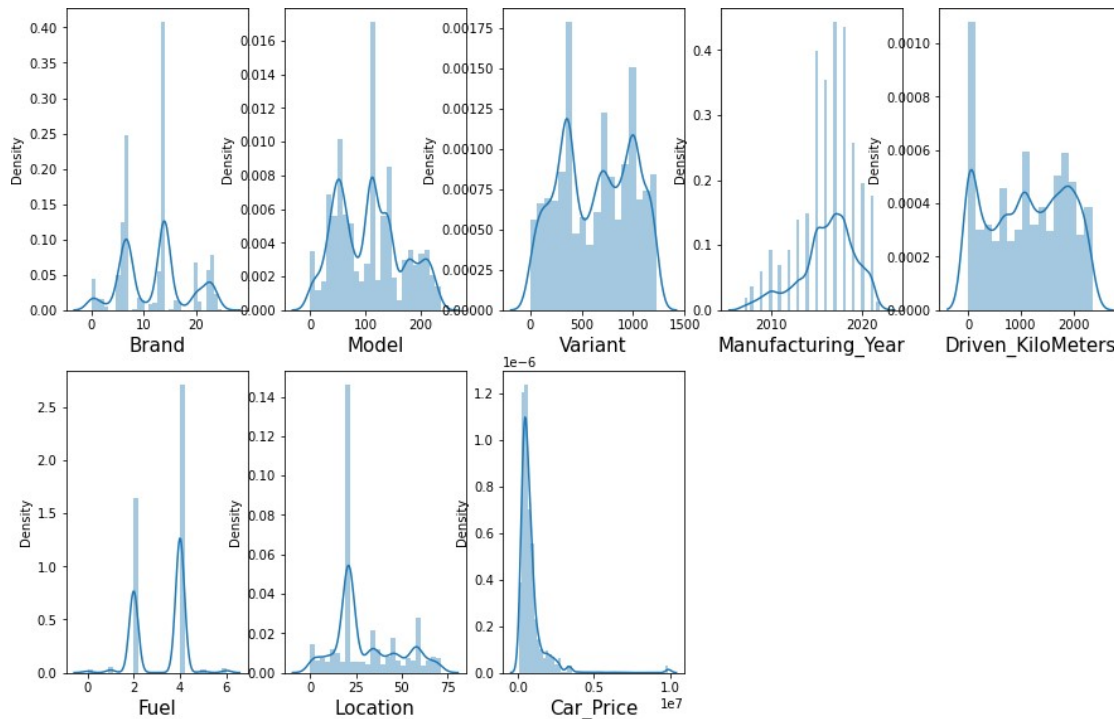 0.40
0.35
0.30
0.25
0.20
0.15
0.10
0.05
0.00
Density
0 10 20
Brand
0.016
0.014
0.012
0.010
0.008
0.006
0.004
0.002
0.000
Density
0 100 200
Model
0.00175
0.00150
0.00125
0.00100
0.00075
0.00050
0.00025
0.00000
Density
0 500 1000 1500
Variant
0.4
0.3
0.2
0.1
0.0
Density
2010 2020
Manufacturing_Year
0.0010
0.0008
0.0006
0.0004
0.0002
0.0000
Density
0 1000 2000
Driven_KiloMeters
2.5
2.0
1.5
1.0
0.5
0.0
Density
0 2 4 6
Fuel
0.14
0.12
0.10
0.08
0.06
0.04
0.02
0.00
Density
0 25 50 75
Location
1e−6
1.2
1.0
0.8
0.6
0.4
0.2
0.0
Density
0.0 0.5 1.0
1e7
Car_Price